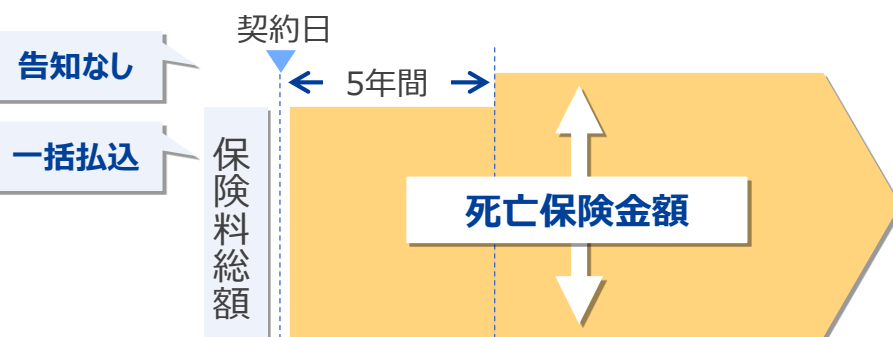 契約日
告知なし
5年間
一括払込
保険料総額
死亡保険金額